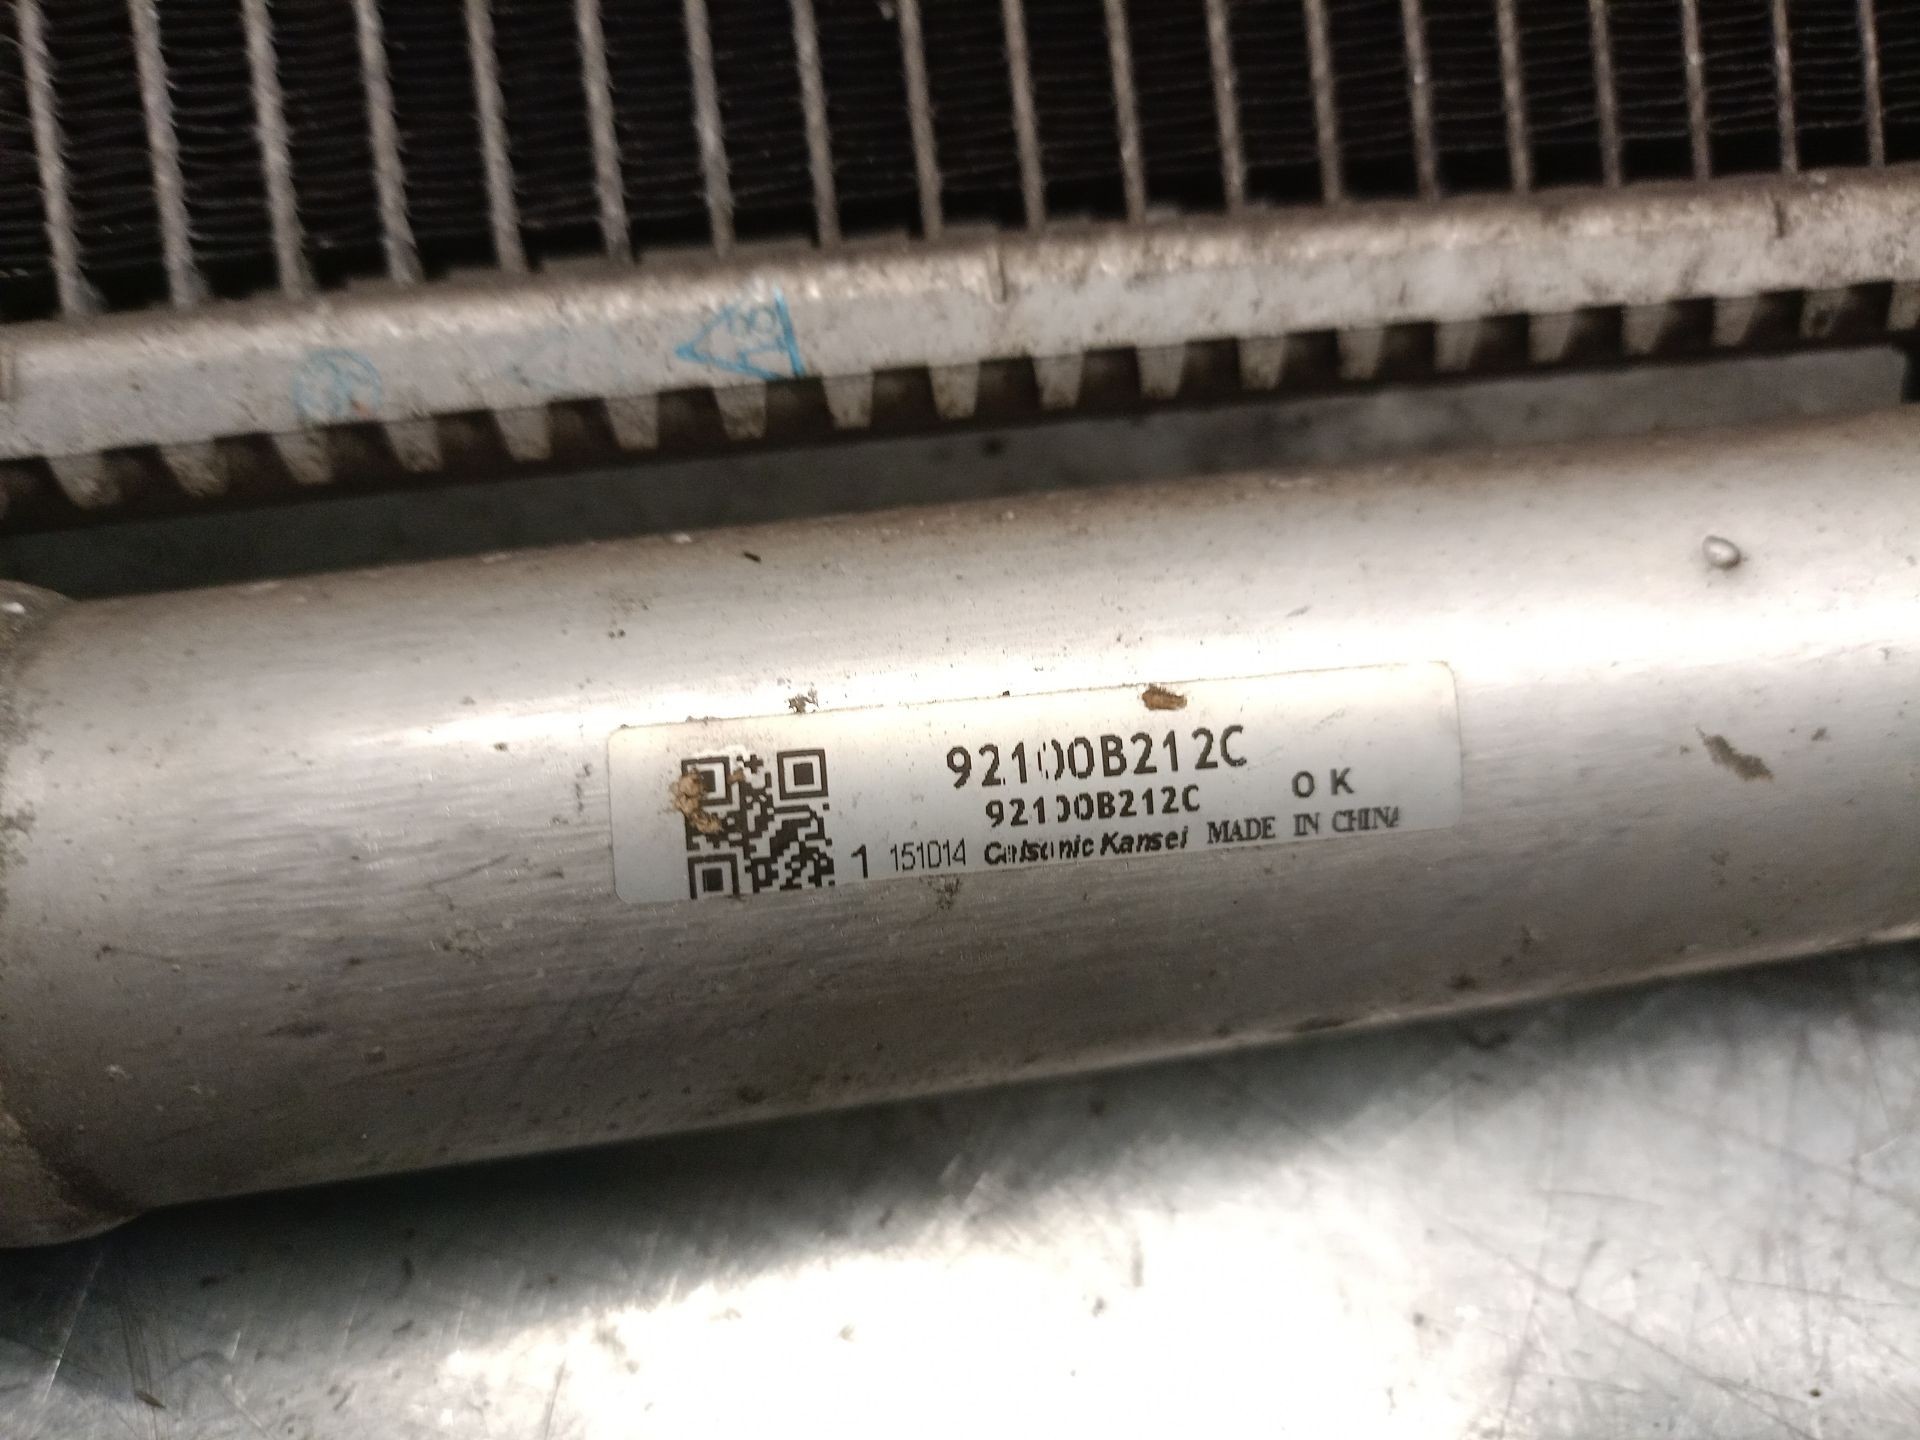 92100B212C
92100B212C OK
1 151014 Calsonic Kansei MADE IN CHINA